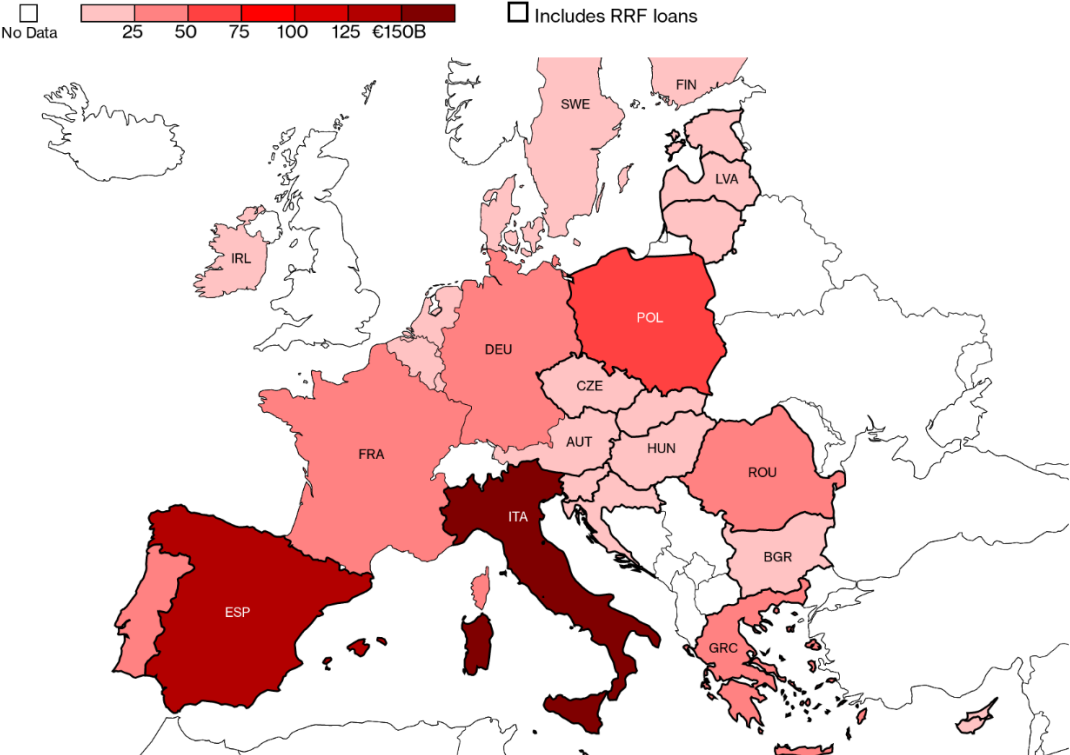 No Data
25 50 75 100 125 €150B
Includes RRF loans
SWE
FIN
LVA
IRL
POL
DEU
CZE
AUT
HUN
FRA
ROU
ITA
BGR
ESP
GRC